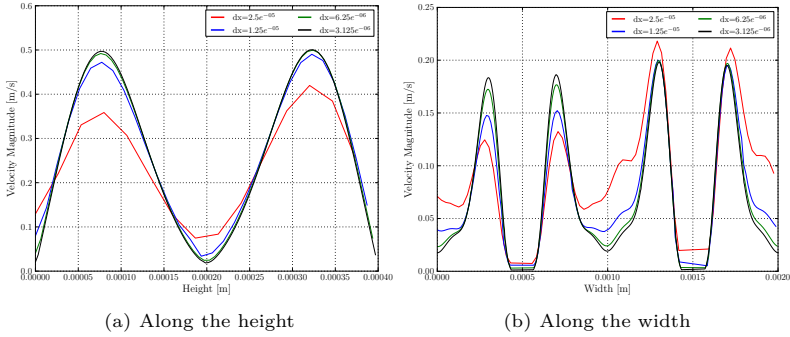 0.6
0.5
0.4
0.3
0.2
0.1
0.0
Velocity Magnitude [m/s]
dx=2.5e⁻⁰⁵
dx=1.25e⁻⁰⁵
dx=6.25e⁻⁰⁶
dx=3.125e⁻⁰⁶
0.00000 0.00005 0.00010 0.00015 0.00020 0.00025 0.00030 0.00035 0.00040
Height [m]
(a) Along the height
0.25
0.20
0.15
0.10
0.05
0.00
Velocity Magnitude [m/s]
dx=2.5e⁻⁰⁵
dx=1.25e⁻⁰⁵
dx=6.25e⁻⁰⁶
dx=3.125e⁻⁰⁶
0.0000 0.0005 0.0010 0.0015 0.0020
Width [m]
(b) Along the width